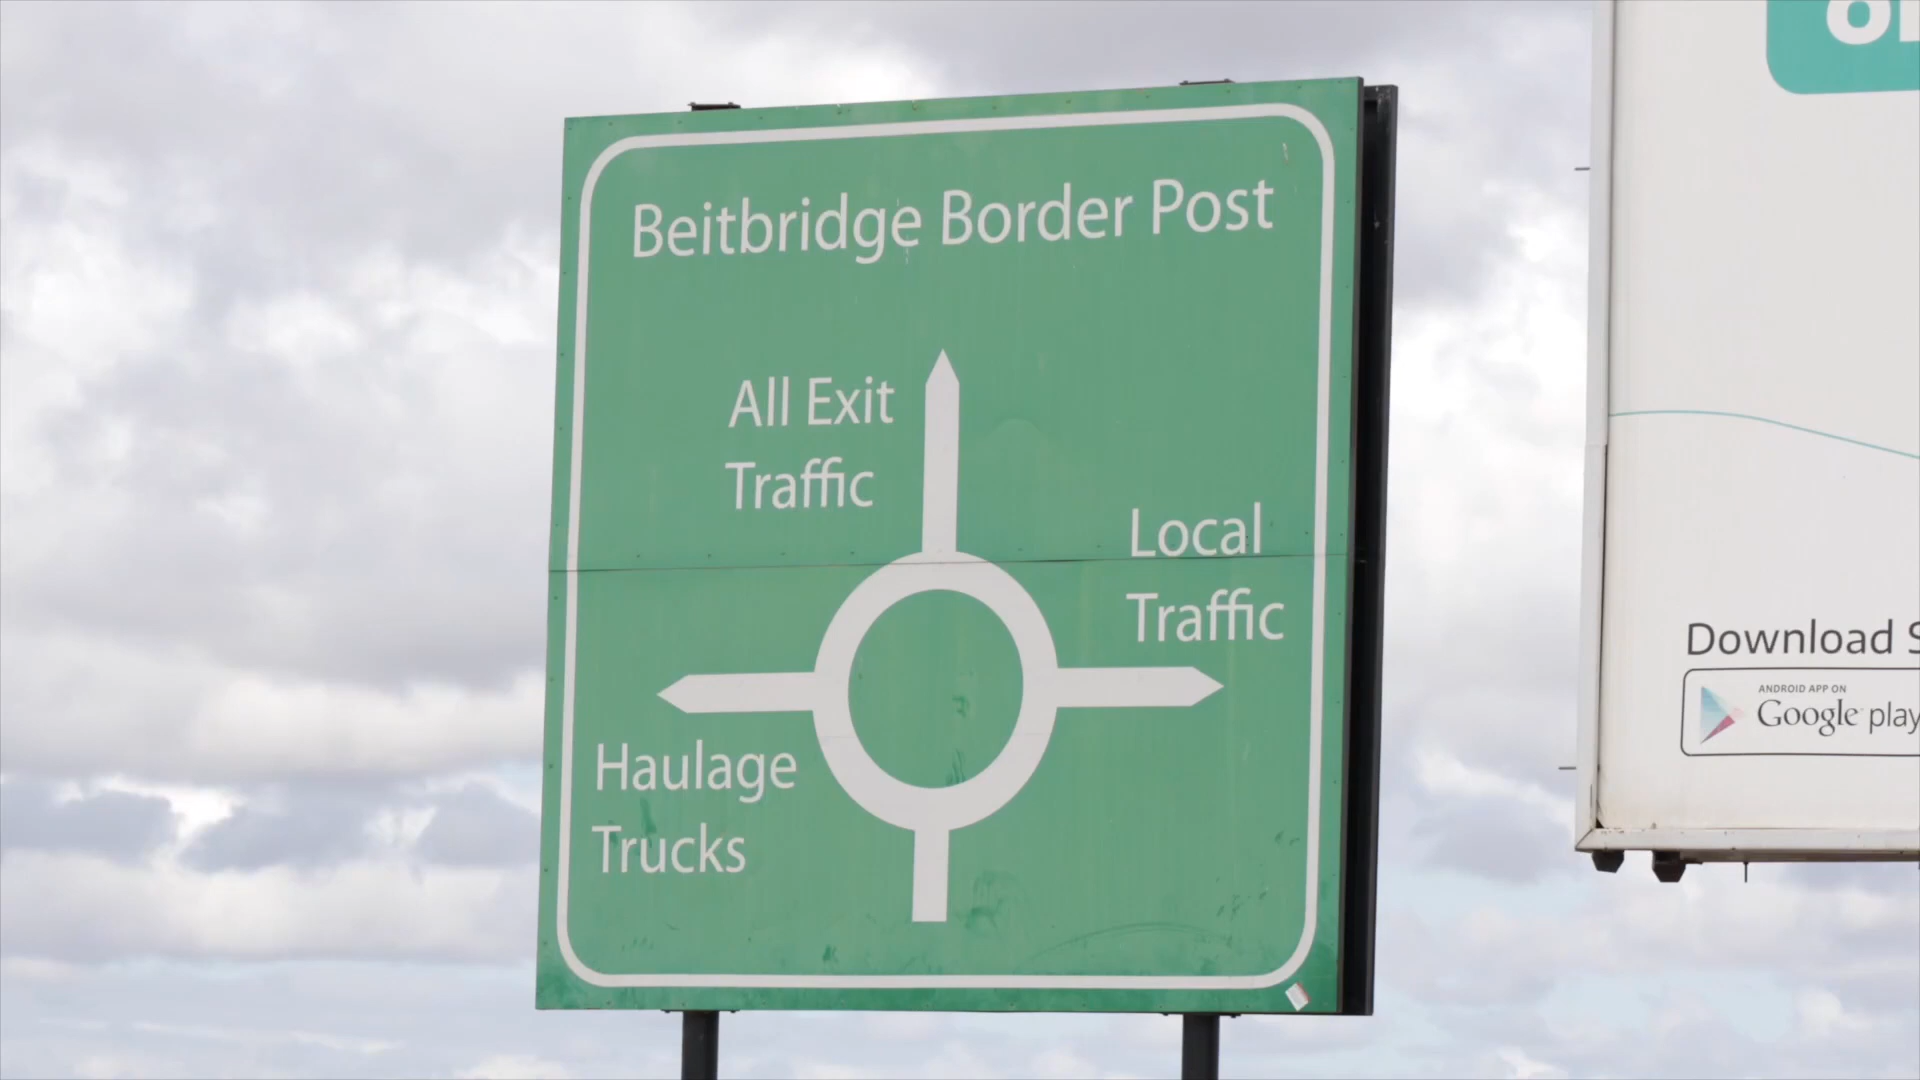 Beitbridge Border Post
All Exit
Traffic
Local
Traffic
Haulage
Trucks
Download
ANDROID APP ON
Google play